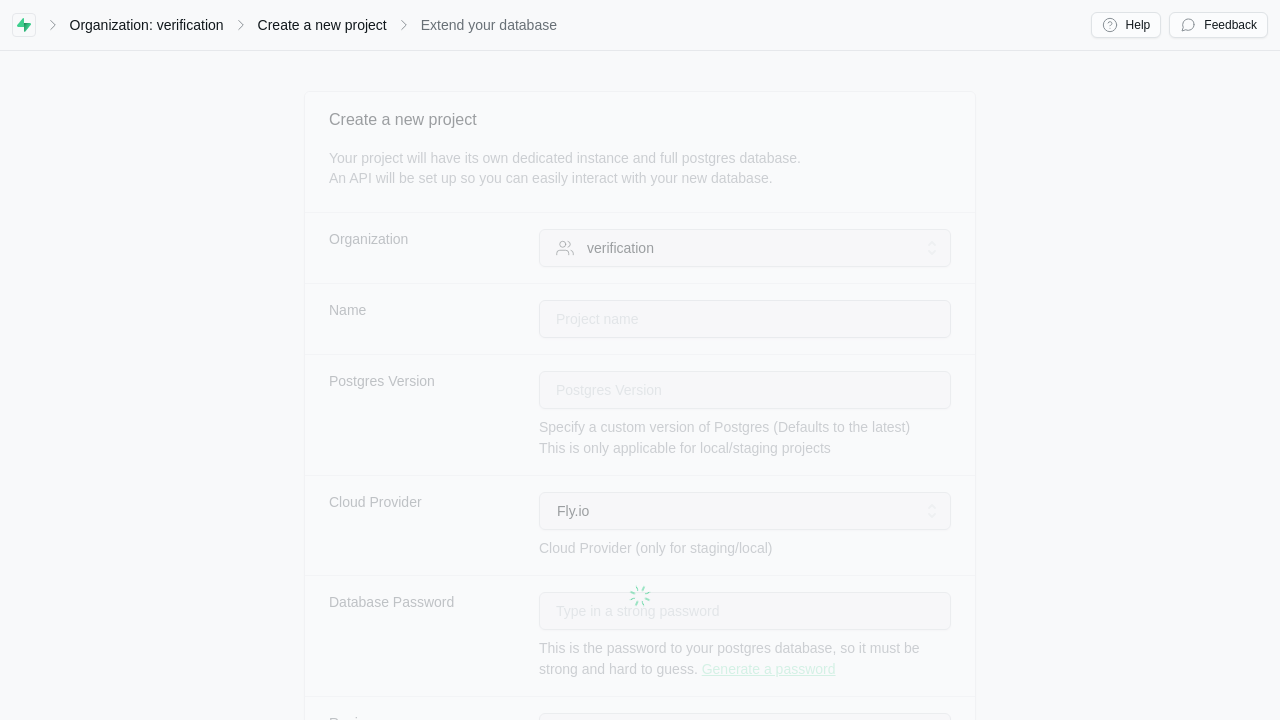 Organization: verification
Create a new project
Extend your database
Help
Feedback
Create a new project
Your project will have its own dedicated instance and full postgres database.
An API will be set up so you can easily interact with your new database.
Organization
verification
Name
Project name
Postgres Version
Postgres Version
Specify a custom version of Postgres (Defaults to the latest)
This is only applicable for local/staging projects
Cloud Provider
Fly.io
Cloud Provider (only for staging/local)
Database Password
Type in a strong password
This is the password to your postgres database, so it must be
strong and hard to guess. Generate a password